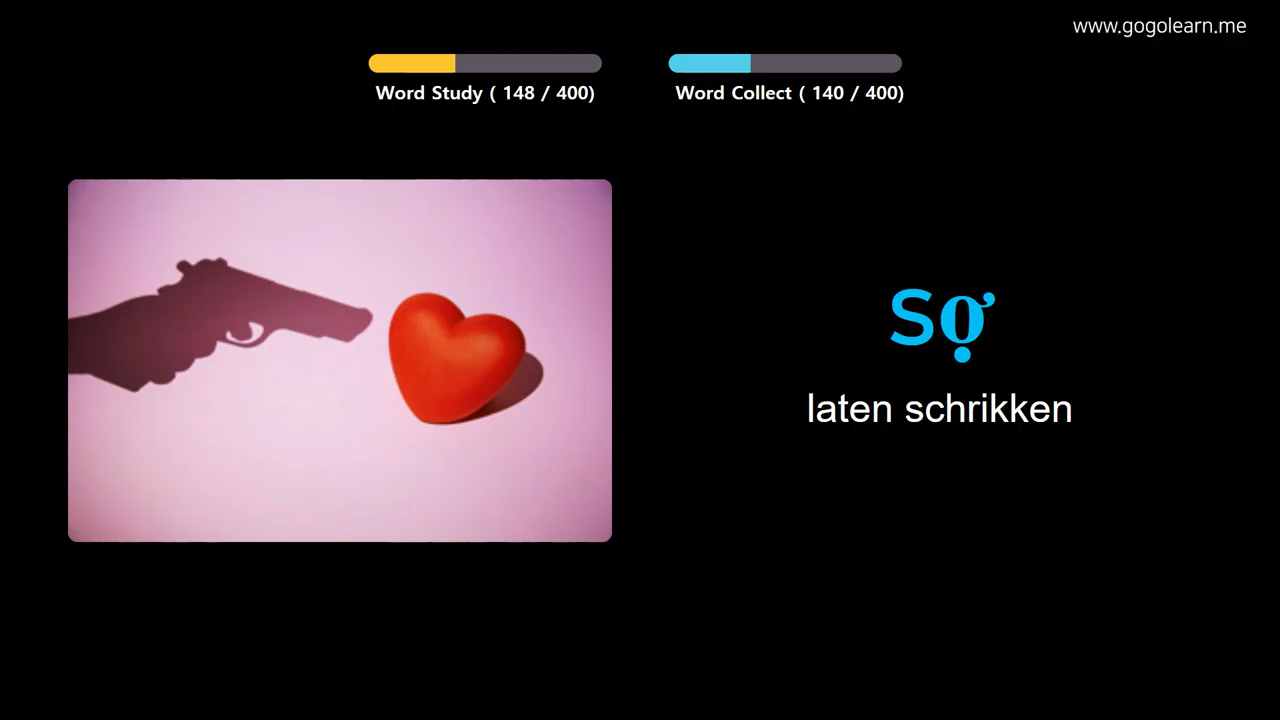 www.gogolearn.me
Word Study ( 148 / 400)
Word Collect ( 140 / 400)
Sợ
laten schrikken